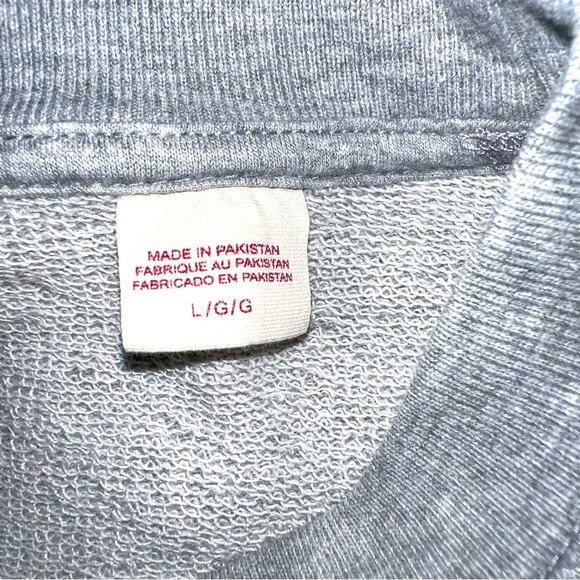 MADE IN PAKISTAN
FABRIQUE AU PAKISTAN
FABRICADO EN PAKISTAN
L/G/G